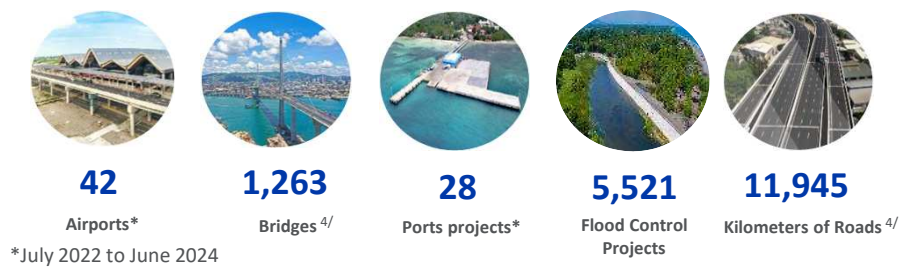 42
Airports*
1,263
Bridges 4/
28
Ports projects*
5,521
Flood Control
Projects
11,945
Kilometers of Roads 4/
*July 2022 to June 2024